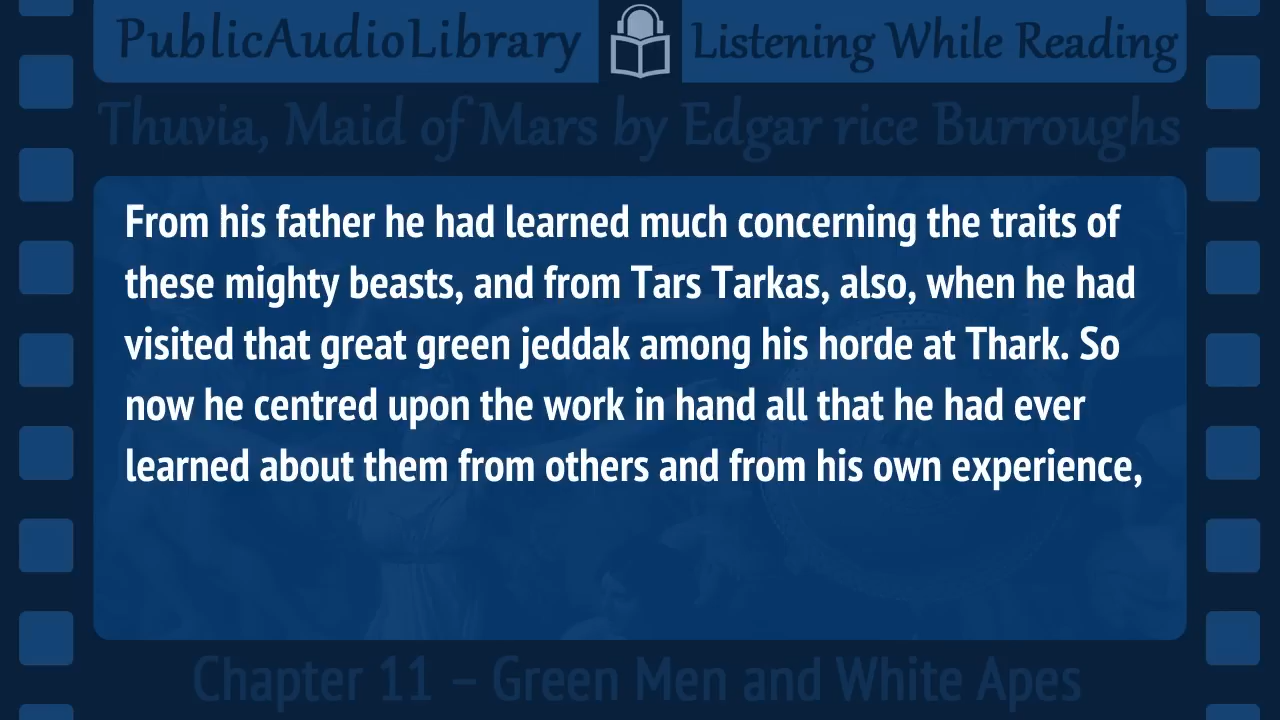 PublicAudioLibrary Listening While Reading
Thuvia, Maid of Mars by Edgar rice Burroughs
From his father he had learned much concerning the traits of
these mighty beasts, and from Tars Tarkas, also, when he had
visited that great green jeddak among his horde at Thark. So
now he centred upon the work in hand all that he had ever
learned about them from others and from his own experience,
Chapter 11 – Green Men and White Apes